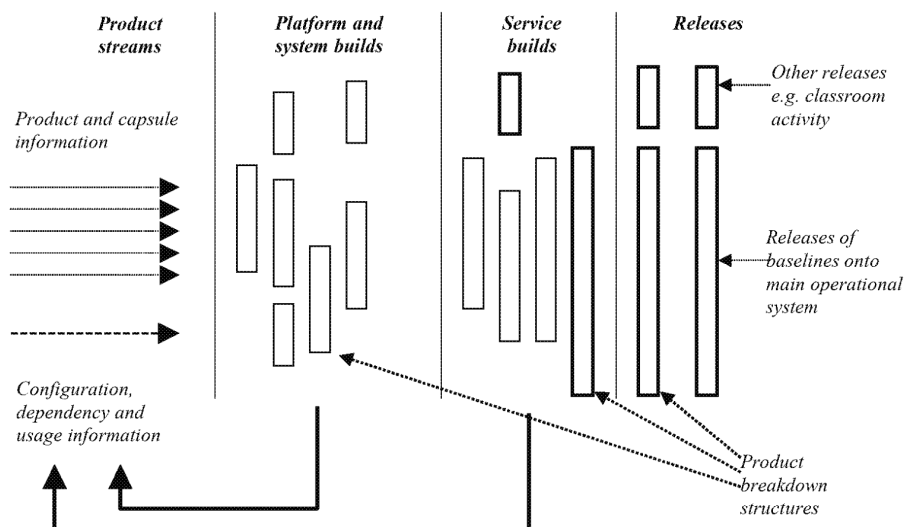 Product
streams
Platform and
system builds
Service
builds
Releases
Other releases
e.g. classroom
activity
Product and capsule
information
Releases of
baselines onto
main operational
system
Configuration,
dependency and
usage information
Product
breakdown
structures